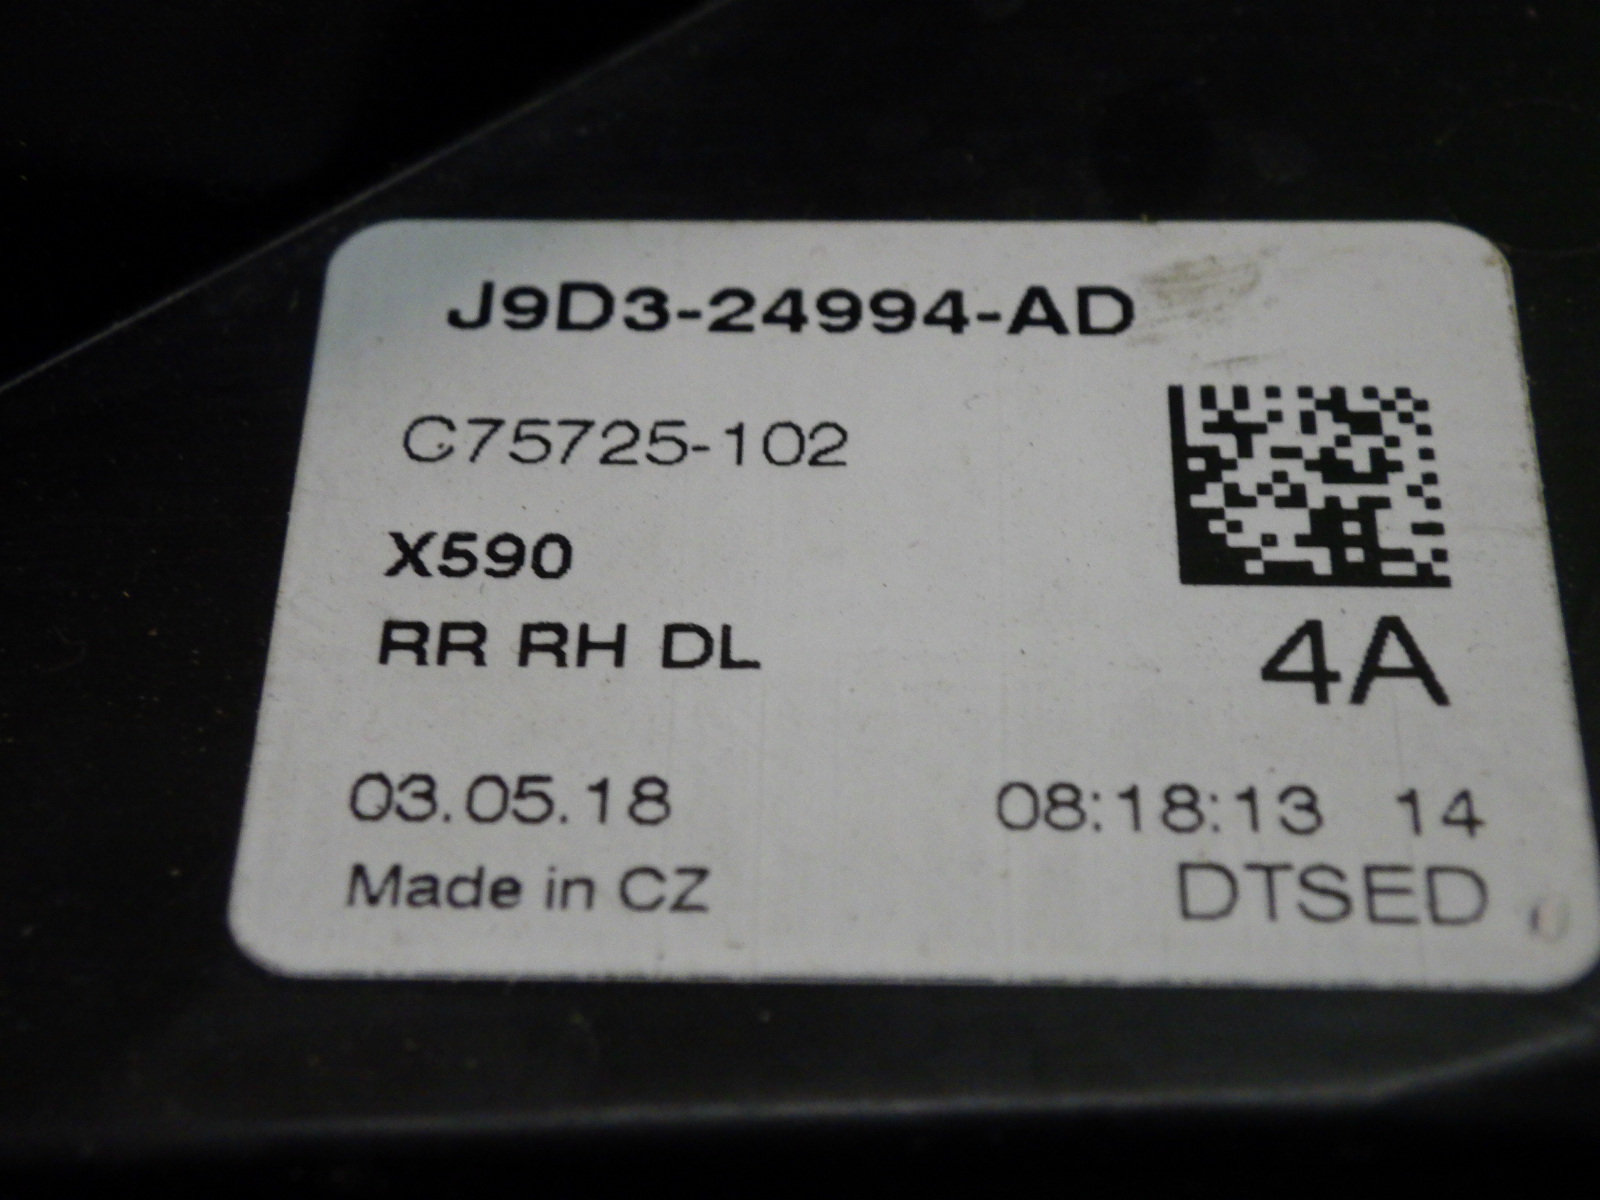 J9D3-24994-AD
C75725-102
X590
RR RH DL
4A
03.05.18
08:18:13 14
Made in CZ
DTSED